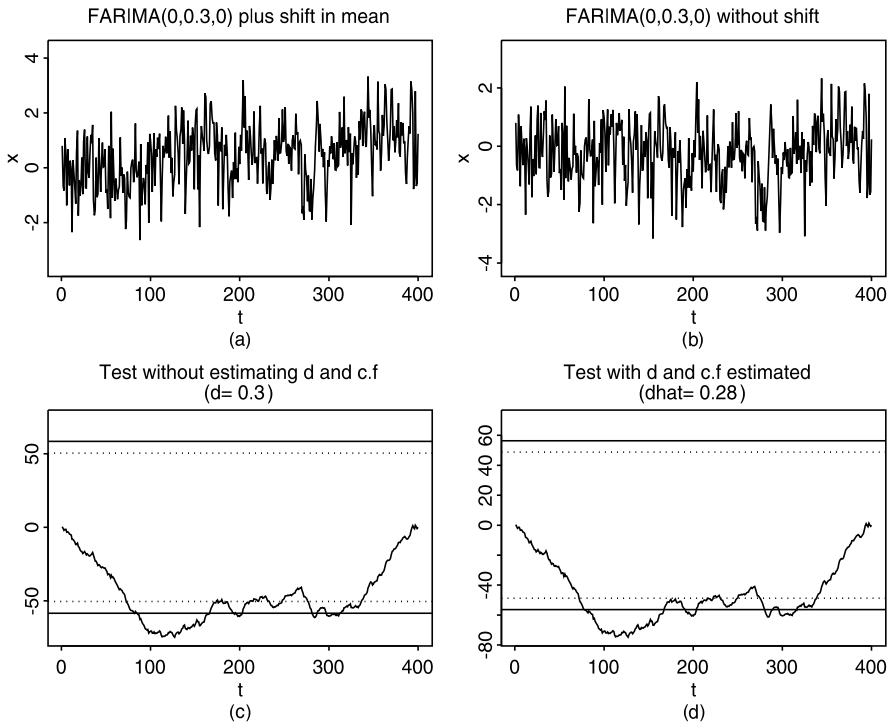 FARIMA(0,0.3,0) plus shift in mean
4
2
0
-2
x
0 100 200 300 400
t
(a)
FARIMA(0,0.3,0) without shift
2
0
-2
-4
x
0 100 200 300 400
t
(b)
Test without estimating d and c.f
(d= 0.3)
50
0
-50
0 100 200 300 400
t
(c)
Test with d and c.f estimated
(dhat= 0.28)
60
40
20
0
-40
-80
0 100 200 300 400
t
(d)